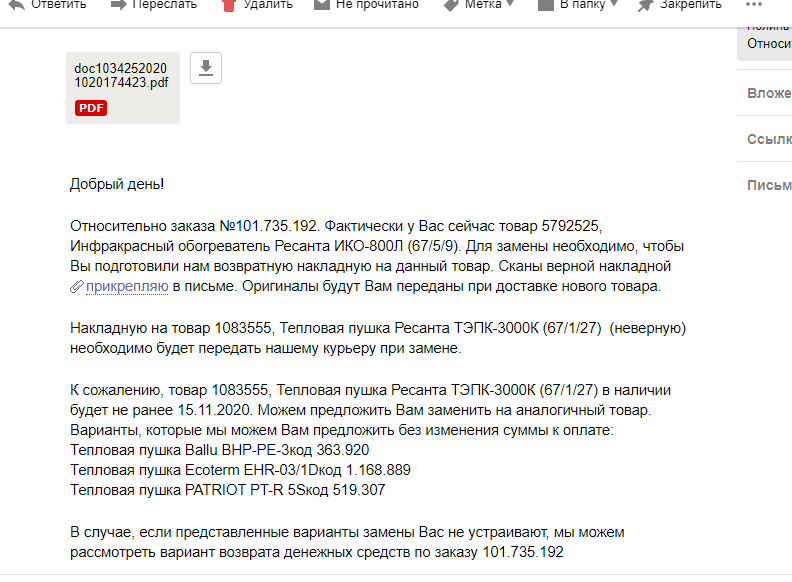 Ответить Переслать Удалить Не прочитано Метка В папку Закрепить
Относи
doc1034252020
1020174423.pdf
PDF
Вложе
Ссылк
Письм
Добрый день!
Относительно заказа №101.735.192. Фактически у Вас сейчас товар 5792525,
Инфракрасный обогреватель Ресанта ИКО-800Л (67/5/9). Для замены необходимо, чтобы
Вы подготовили нам возвратную накладную на данный товар. Сканы верной накладной
прикрепляю в письме. Оригиналы будут Вам переданы при доставке нового товара.
Накладную на товар 1083555, Тепловая пушка Ресанта ТЭПК-3000К (67/1/27) (неверную)
необходимо будет передать нашему курьеру при замене.
К сожалению, товар 1083555, Тепловая пушка Ресанта ТЭПК-3000К (67/1/27) в наличии
будет не ранее 15.11.2020. Можем предложить Вам заменить на аналогичный товар.
Варианты, которые мы можем Вам предложить без изменения суммы к оплате:
Тепловая пушка Ballu BHP-PE-3код 363.920
Тепловая пушка Ecoterm EHR-03/1Dкод 1.168.889
Тепловая пушка PATRIOT PT-R 5Sкод 519.307
В случае, если представленные варианты замены Вас не устраивают, мы можем
рассмотреть вариант возврата денежных средств по заказу 101.735.192